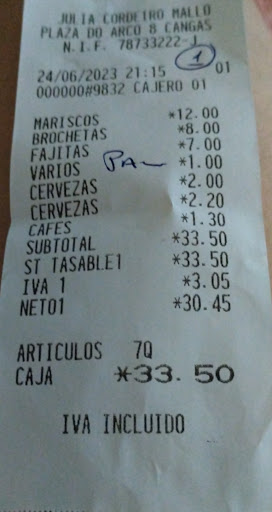 JULIA CORDEIRO MALLO
PLAZA DO ARCO 8 CANGAS
N.I.F. 78733222-J
1
24/06/2023 21:15 01
000000#9832 CAJERO 01
MARISCOS *12.00
BROCHETAS *8.00
FAJITAS *7.00
VARIOS PAN *1.00
CERVEZAS *2.00
CERVEZAS *2.20
CAFES *1.30
SUBTOTAL *33.50
ST TASABLE1 *33.50
IVA 1 *3.05
NETO1 *30.45
ARTICULOS 7Q
CAJA *33.50
IVA INCLUIDO